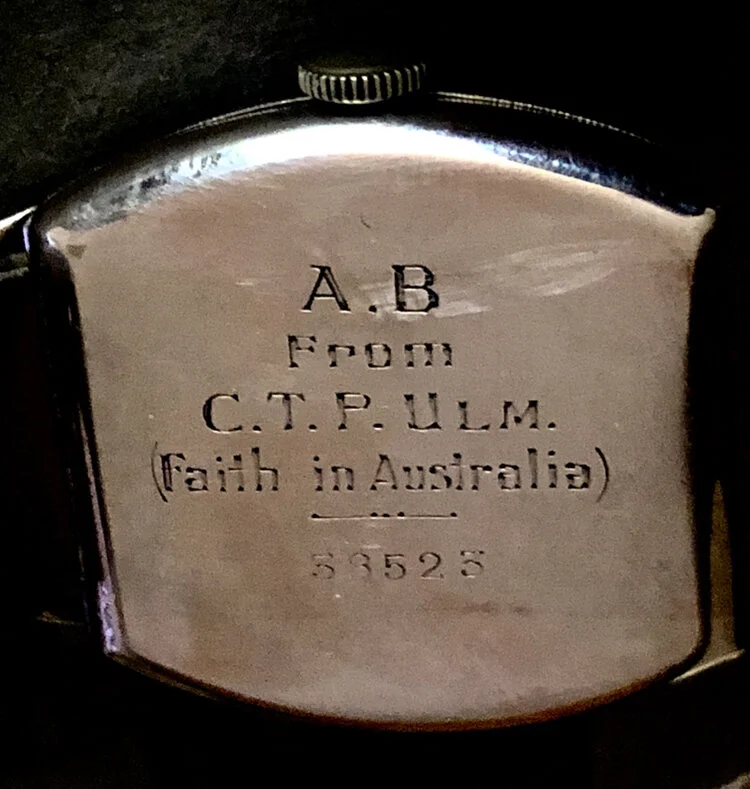 A.B
From
C.T.P. ULM.
(Faith in Australia)
38523